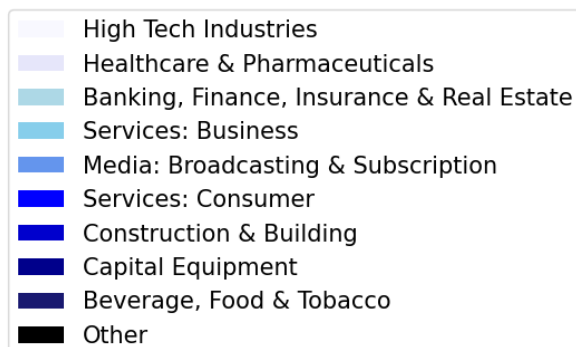 High Tech Industries
Healthcare & Pharmaceuticals
Banking, Finance, Insurance & Real Estate
Services: Business
Media: Broadcasting & Subscription
Services: Consumer
Construction & Building
Capital Equipment
Beverage, Food & Tobacco
Other